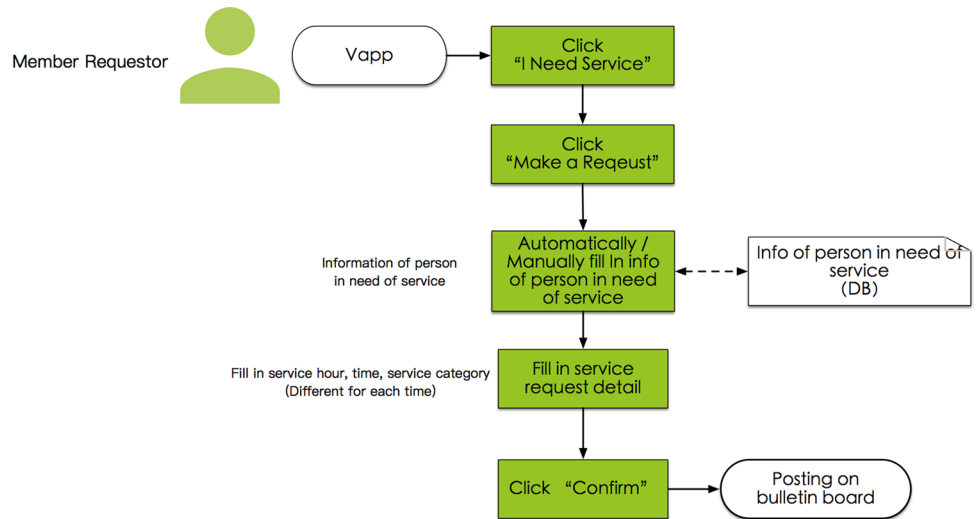 Member Requestor
Vapp
Click
“I Need Service”
Click
“Make a Reqeust”
Information of person
in need of service
Automatically /
Manually fill In info
of person in need
of service
Info of person in need of
service
(DB)
Fill in service hour, time, service category
(Different for each time)
Fill in service
request detail
Click “Confirm”
Posting on
bulletin board